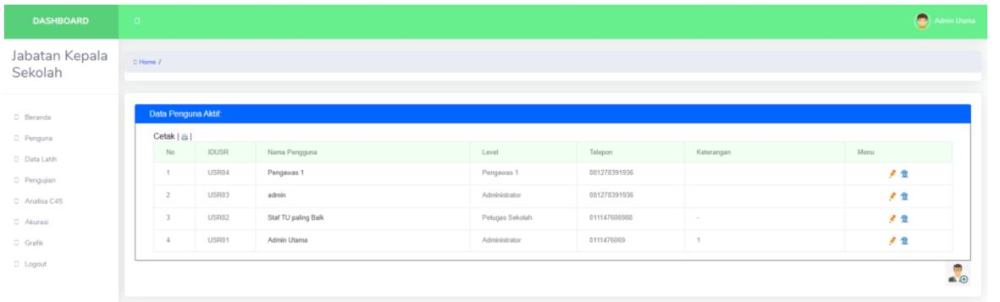 DASHBOARD
Admin Utama
Jabatan Kepala
Sekolah
Home /
Beranda
Penguna
Data Latih
Pengujian
Analisa C45
Akurasi
Grafik
Logout
Data Penguna Aktif:
Cetak | |
No IDUSR Nama Pengguna Level Telepon Keterangan Menu
1 USR04 Pengawas 1 Pengawas 1 081278391936
2 USR03 admin Administrator 081278391936
3 USR02 Staf TU paling Baik Petugas Sekolah 011147606988 -
4 USR01 Admin Utama Administrator 0111476069 1